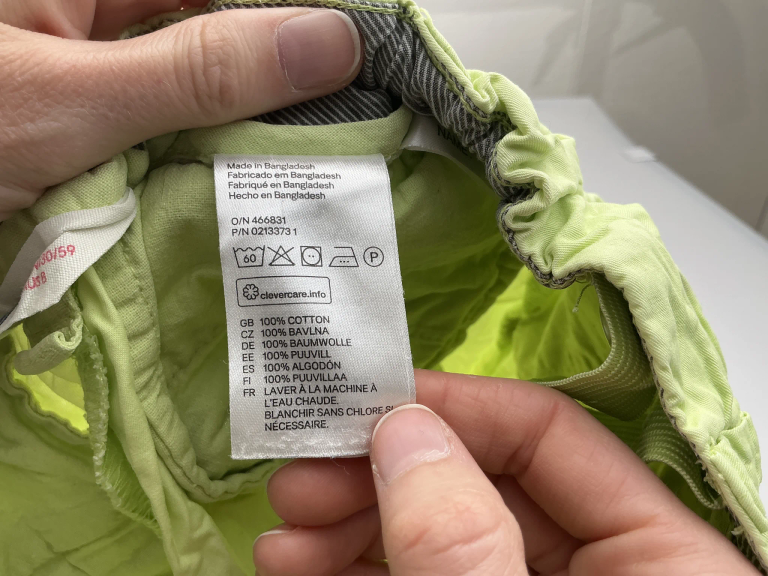 Made in Bangladesh
Fabricado em Bangladesh
Fabriqué en Bangladesh
Hecho en Bangladesh
O/N 466831
P/N 0213373 1
60 P
clevercare.info
GB 100% COTTON
CZ 100% BAVLNA
DE 100% BAUMWOLLE
EE 100% PUUVILL
ES 100% ALGODÓN
FI 100% PUUVILLAA
FR LAVER À LA MACHINE À
L'EAU CHAUDE.
BLANCHIR SANS CHLORE SI
NÉCESSAIRE.
30/59